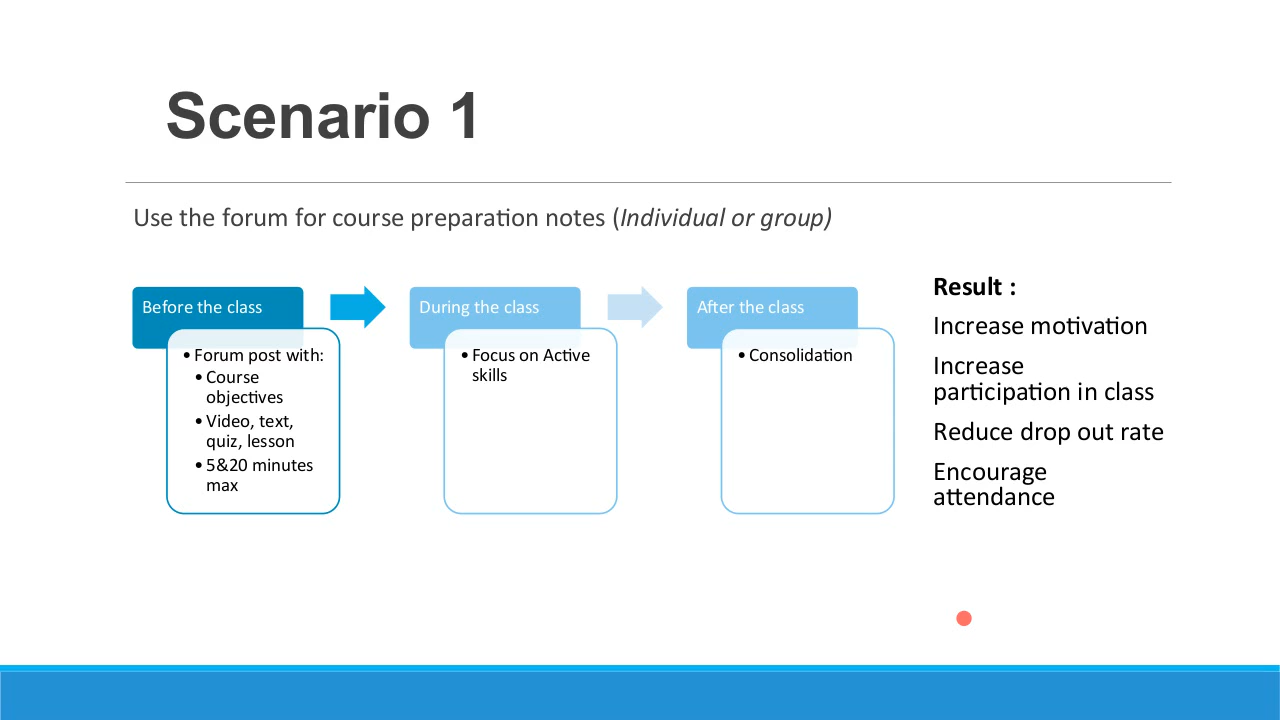 Scenario 1
Use the forum for course preparation notes (Individual or group)
Before the class
• Forum post with:
• Course
objectives
• Video, text,
quiz, lesson
• 5&20 minutes
max
During the class
• Focus on Active
skills
After the class
• Consolidation
Result :
Increase motivation
Increase
participation in class
Reduce drop out rate
Encourage
attendance